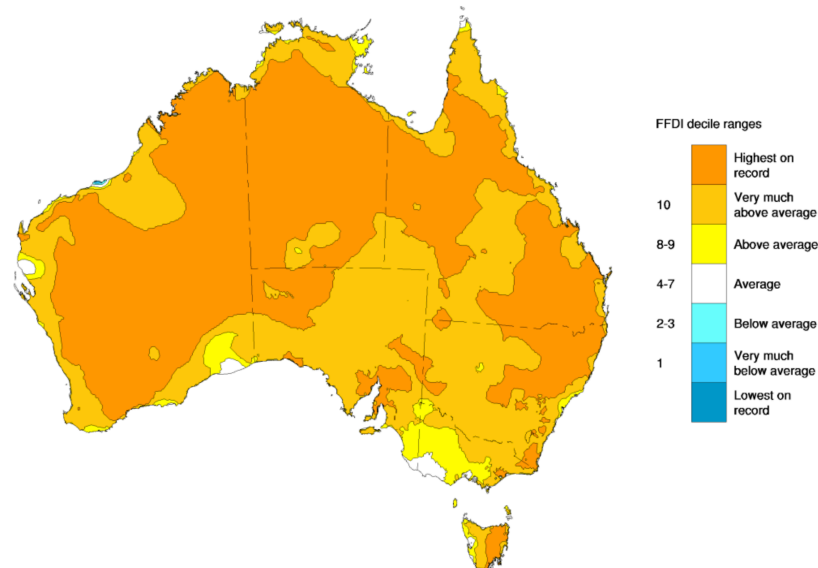 FFDI decile ranges
Highest on
record
10
Very much
above average
8-9
Above average
4-7
Average
2-3
Below average
1
Very much
below average
Lowest on
record